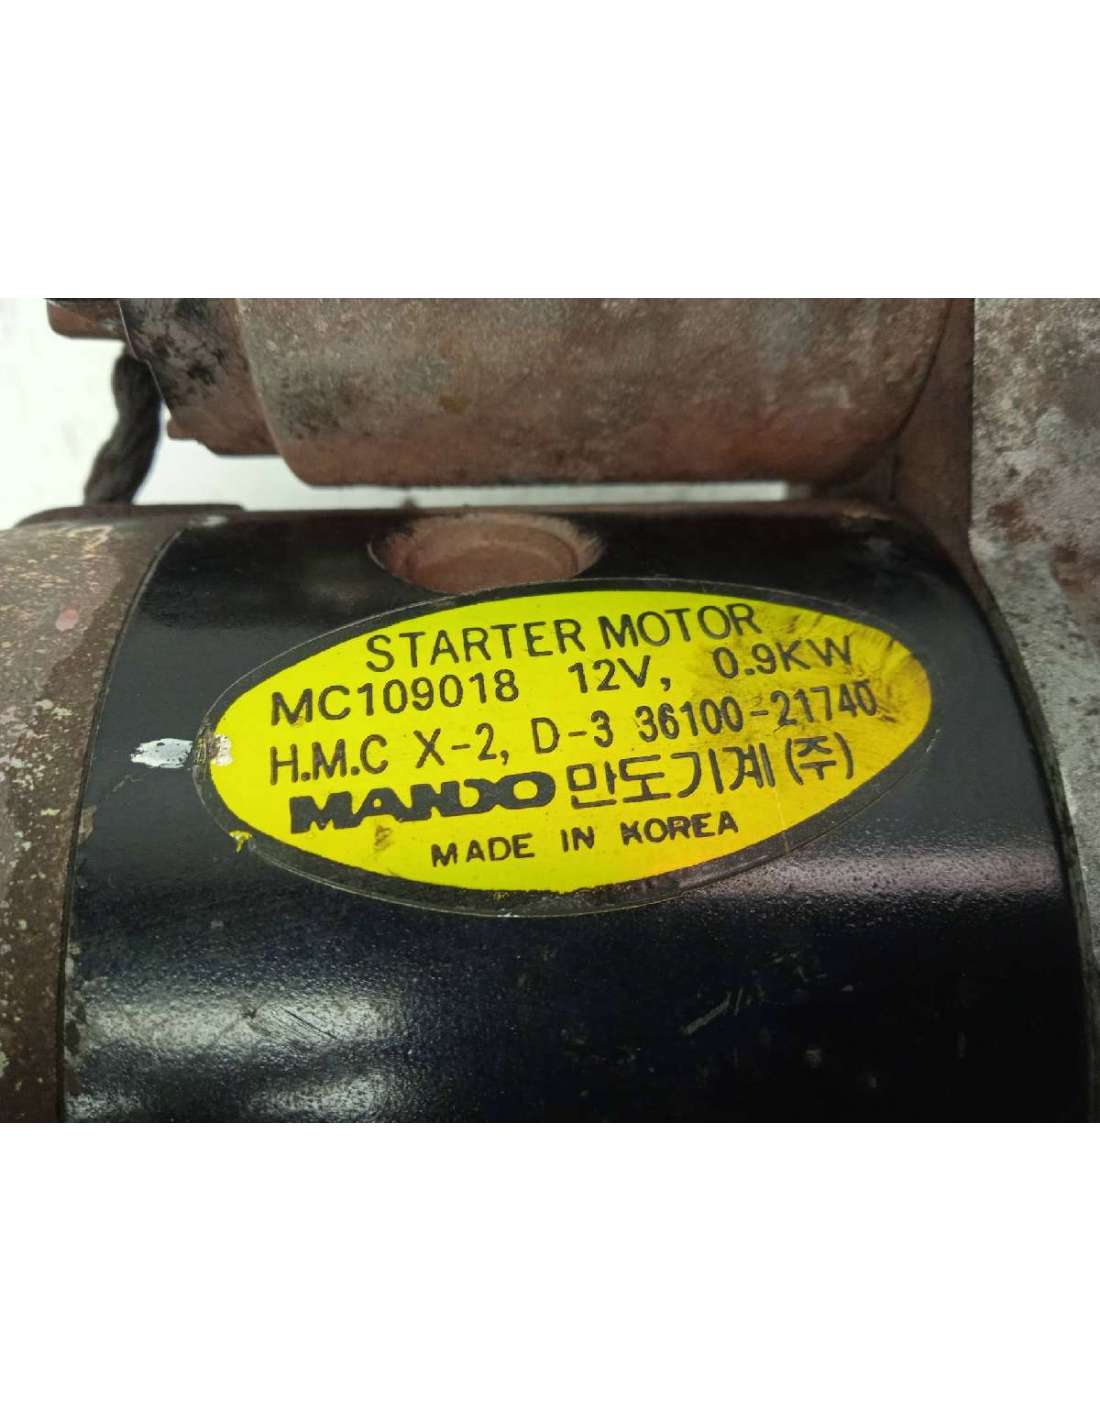 STARTER MOTOR
MC109018 12V, 0.9KW
H.M.C X-2, D-3 36100-21740
MANDO 만도기계(주)
MADE IN KOREA